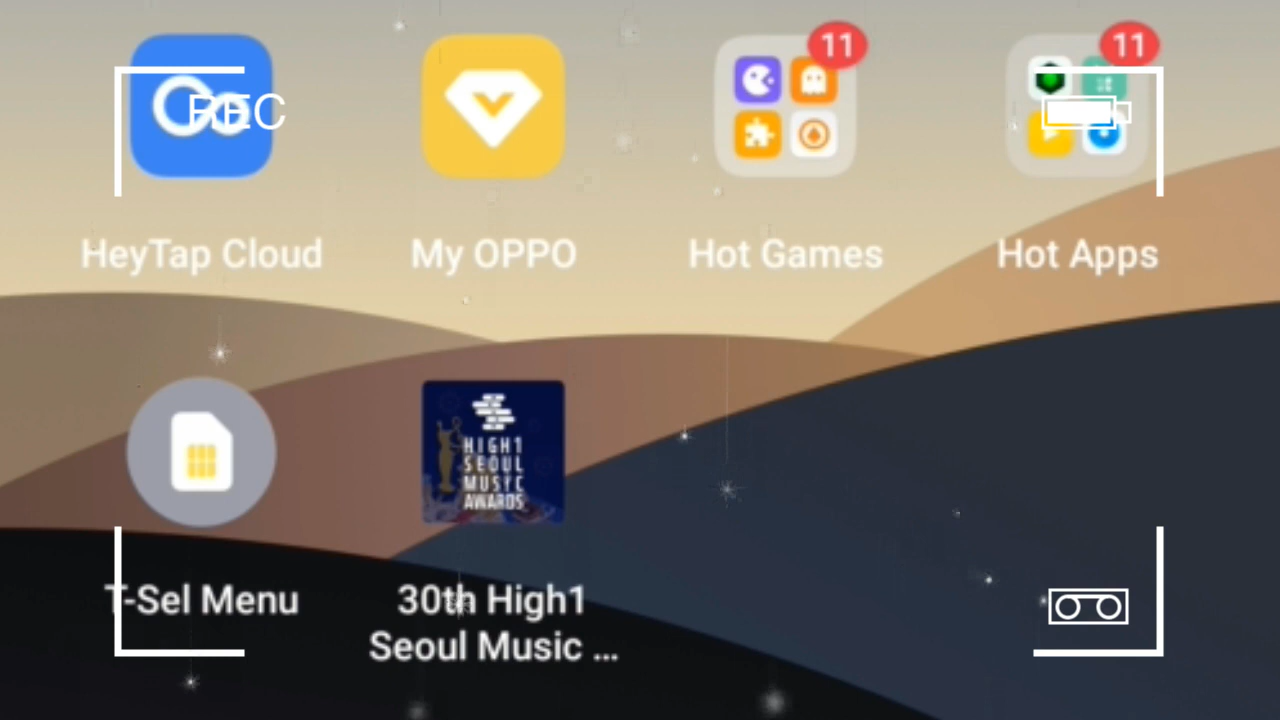 11
11
REC
HeyTap Cloud
My OPPO
Hot Games
Hot Apps
HIGH1
SEOUL
MUSIC
AWARDS
T-Sel Menu
30th High1
Seoul Music ...